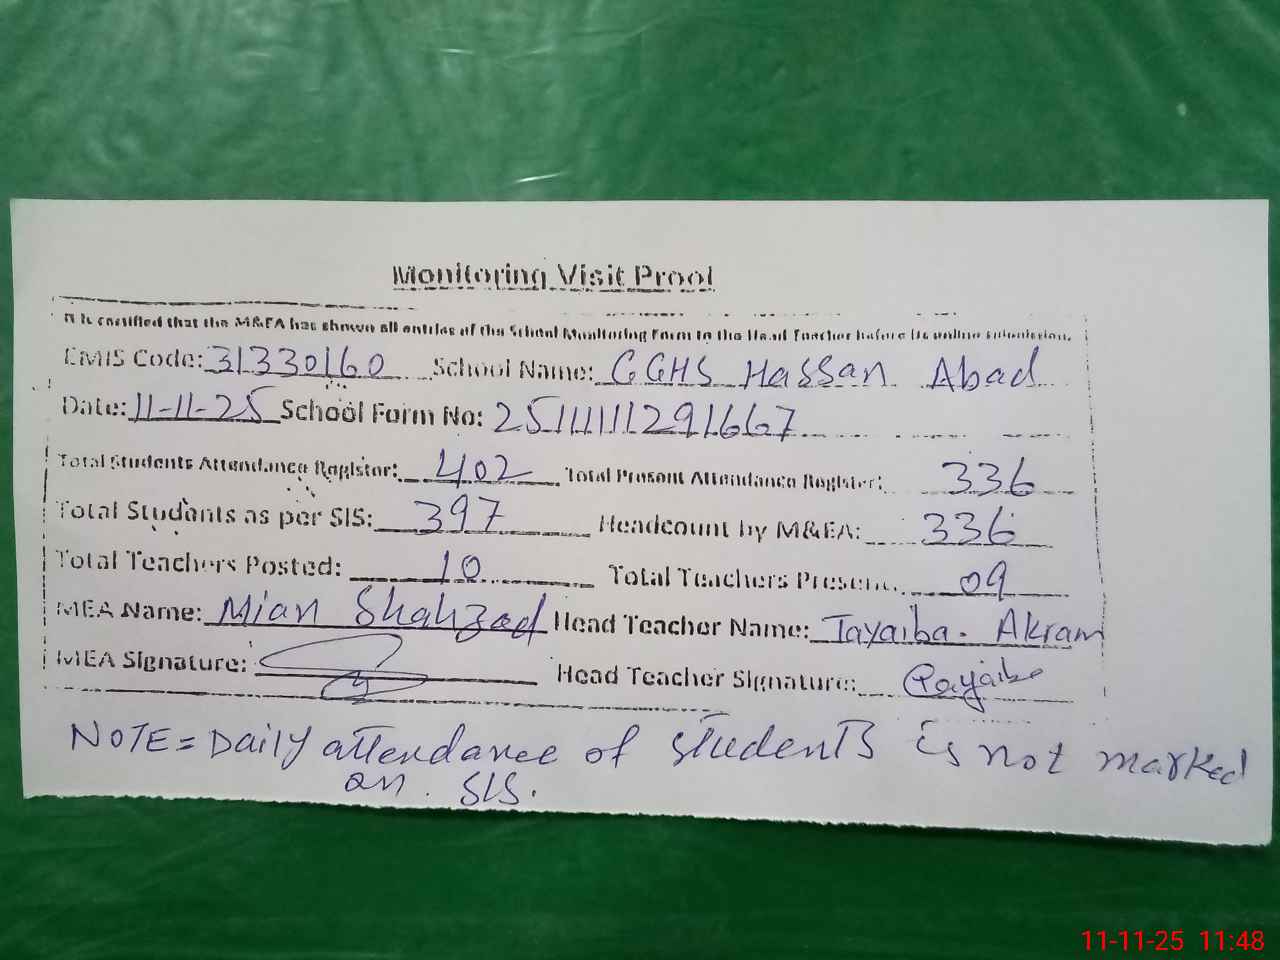 Monitoring Visit Proof
It is certified that the M&EA has shown all entries of the School Monitoring Form to the Head Teacher before its online submission.
EMIS Code: 31330160 School Name: GGHS Hassan Abad
Date: 11-11-25 School Form No: 251111291667
Total Students Attendance Register: 402 Total Present Attendance Register: 336
Total Students as per SIS: 397 Headcount by M&EA: 336
Total Teachers Posted: 10 Total Teachers Present: 09
MEA Name: Mian Shahzad Head Teacher Name: Tayaiba. Akram
MEA Signature: Head Teacher Signature: Tayaiba
NOTE = Daily attendance of students is not marked
on. SIS.
11-11-25 11:48